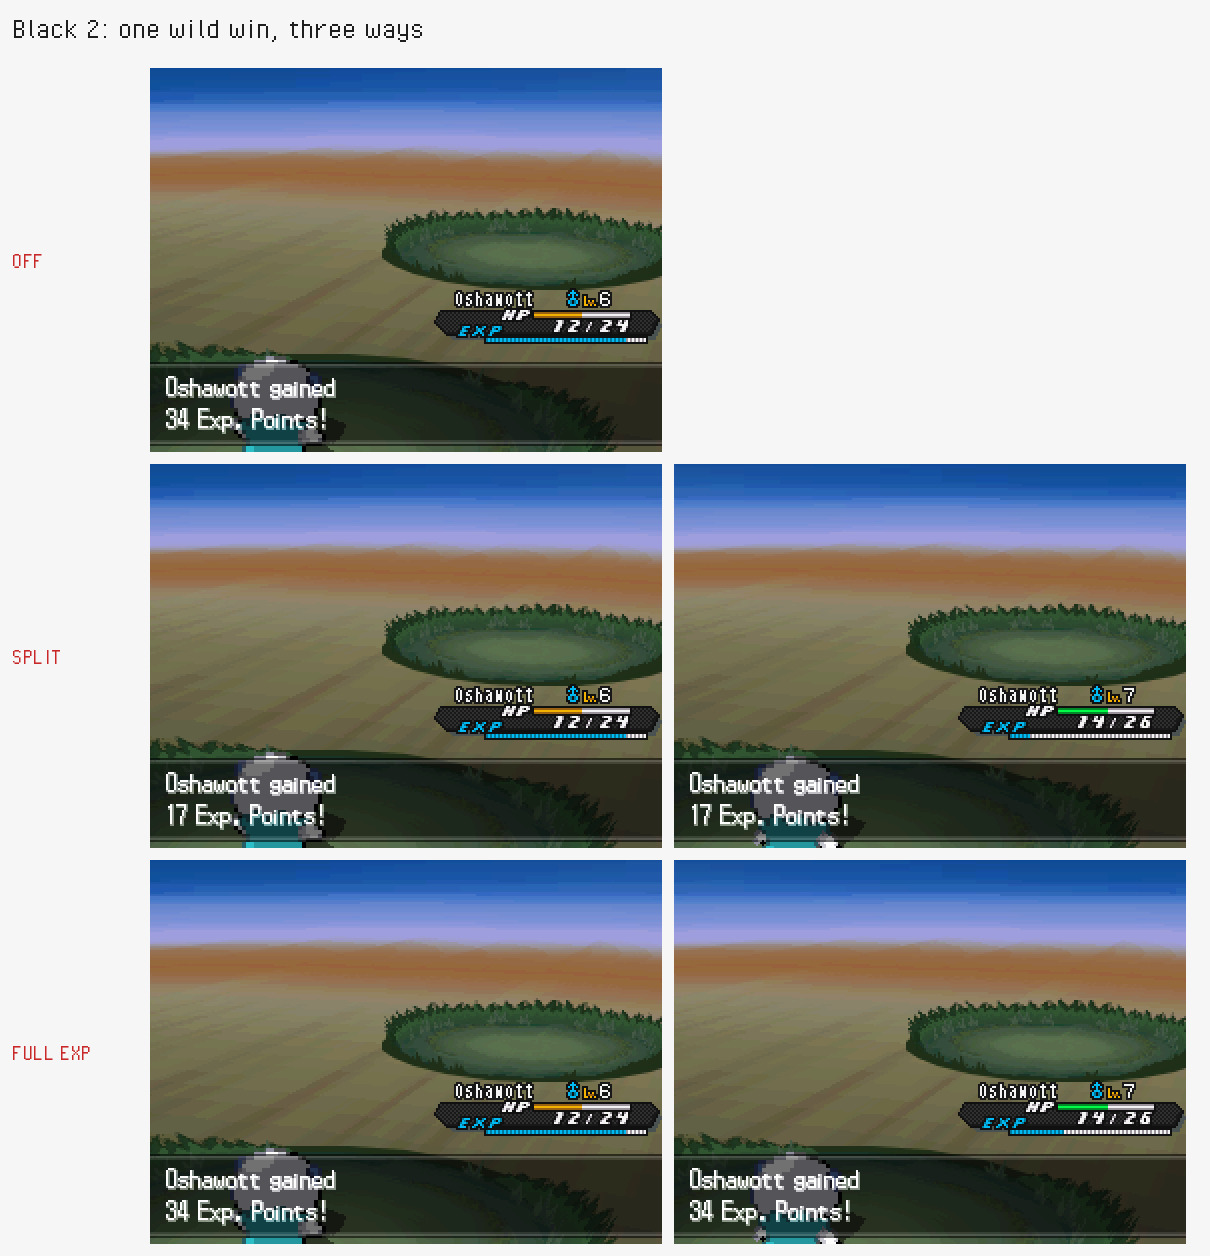 Black 2: one wild win, three ways
OFF
Oshawott ♂ Lv.6
HP
12/24
EXP
Oshawott gained
34 Exp. Points!
SPLIT
Oshawott ♂ Lv.6
HP
12/24
EXP
Oshawott gained
17 Exp. Points!
Oshawott ♂ Lv.7
HP
14/26
EXP
Oshawott gained
17 Exp. Points!
FULL EXP
Oshawott ♂ Lv.6
HP
12/24
EXP
Oshawott gained
34 Exp. Points!
Oshawott ♂ Lv.7
HP
14/26
EXP
Oshawott gained
34 Exp. Points!